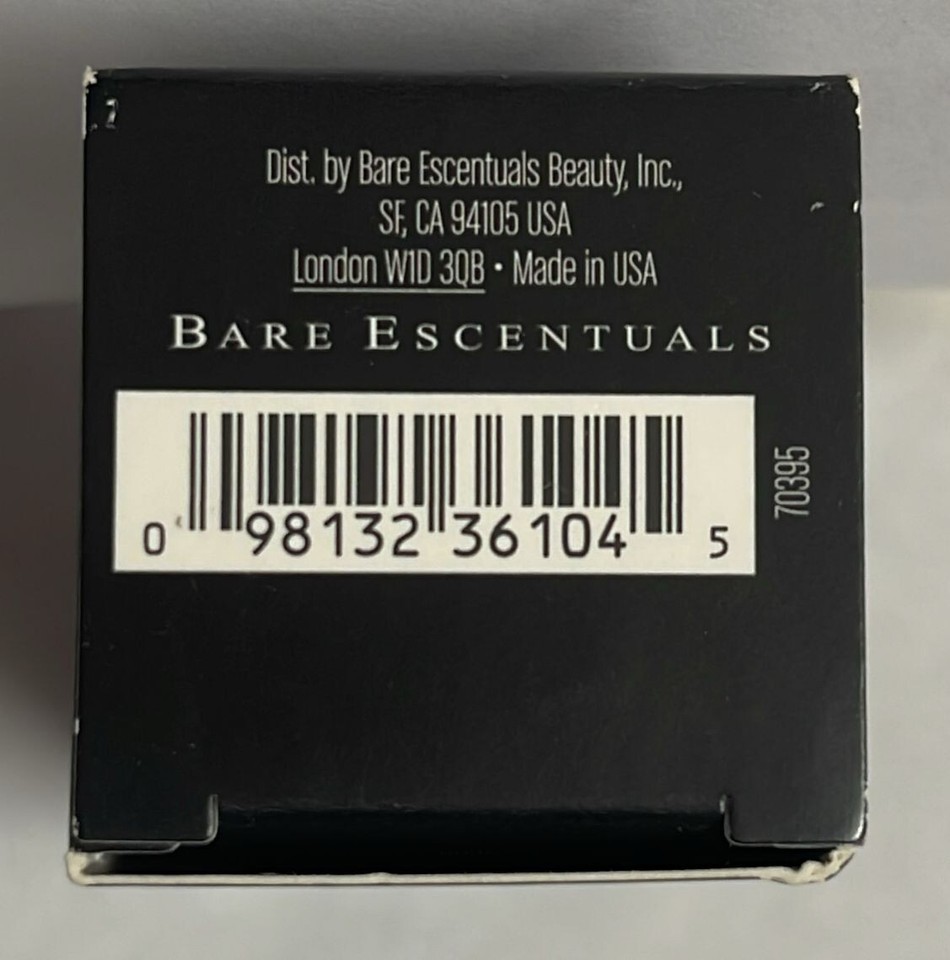 Dist. by Bare Escentuals Beauty, Inc.,
SF, CA 94105 USA
London W1D 3QB • Made in USA
BARE ESCENTUALS
0 98132 36104 5
70395